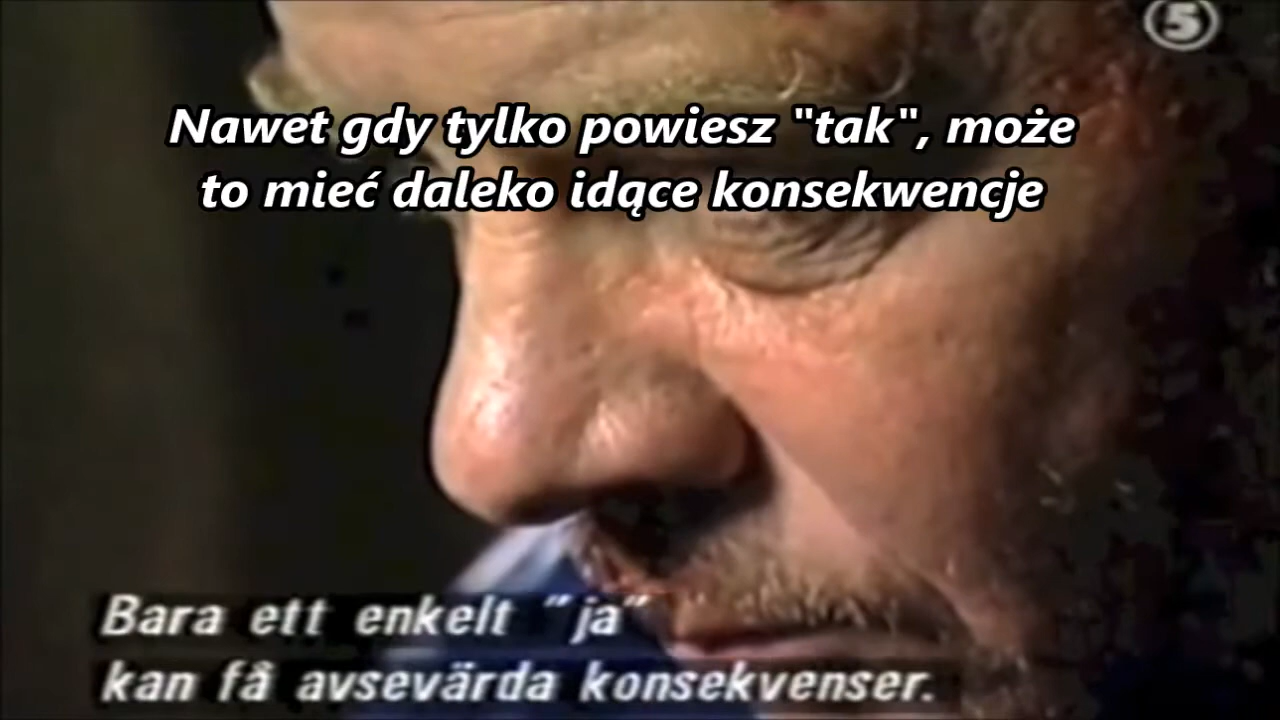 5
Nawet gdy tylko powiesz "tak", może
to mieć daleko idące konsekwencje
Bara ett enkelt "ja"
kan få avsevärda konsekvenser.